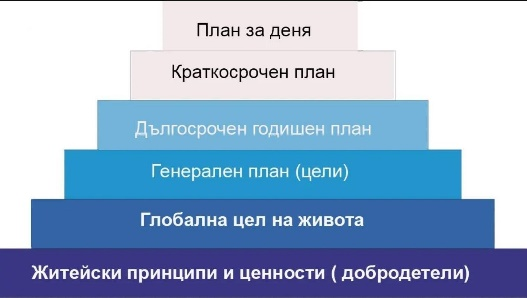 План за деня
Краткосрочен план
Дългосрочен годишен план
Генерален план (цели)
Глобална цел на живота
Житейски принципи и ценности ( добродетели)